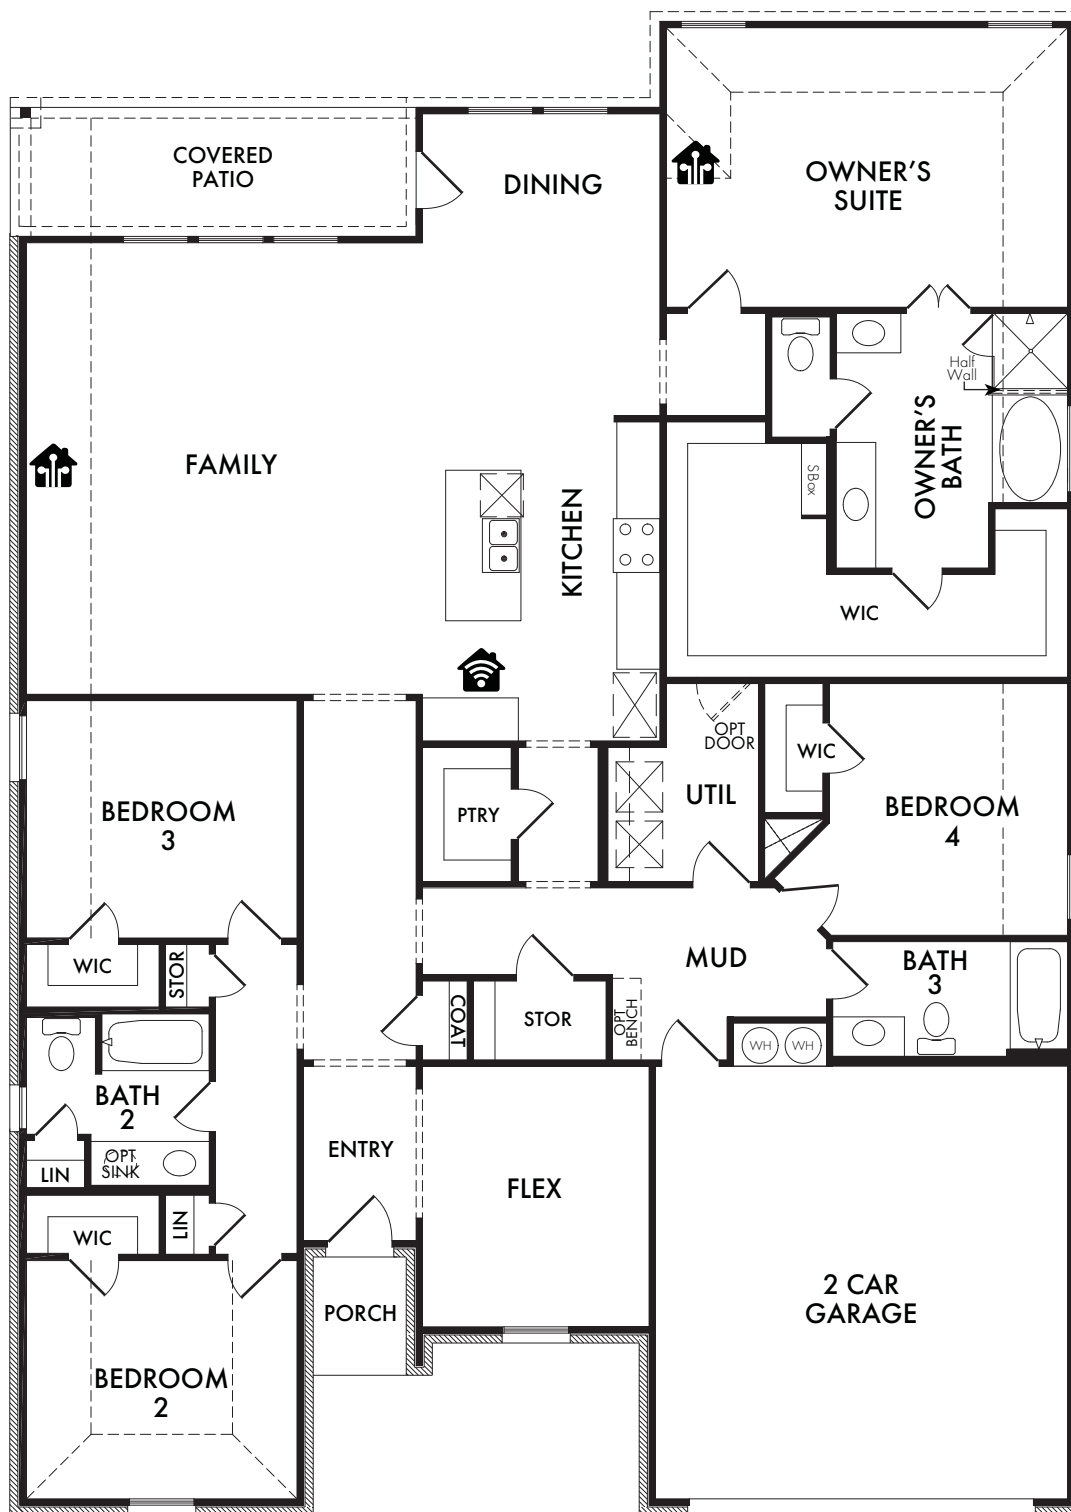 COVERED
PATIO
DINING
OWNER'S
SUITE
Half
Wall
OWNER'S
BATH
FAMILY
SBox
KITCHEN
WIC
OPT
DOOR
WIC
UTIL
BEDROOM
3
PTRY
BEDROOM
4
WIC
STOR
MUD
BATH
3
COAT
STOR
OPT
BENCH
WH
WH
BATH
2
OPT
SINK
LIN
ENTRY
FLEX
WIC
LIN
PORCH
2 CAR
GARAGE
BEDROOM
2